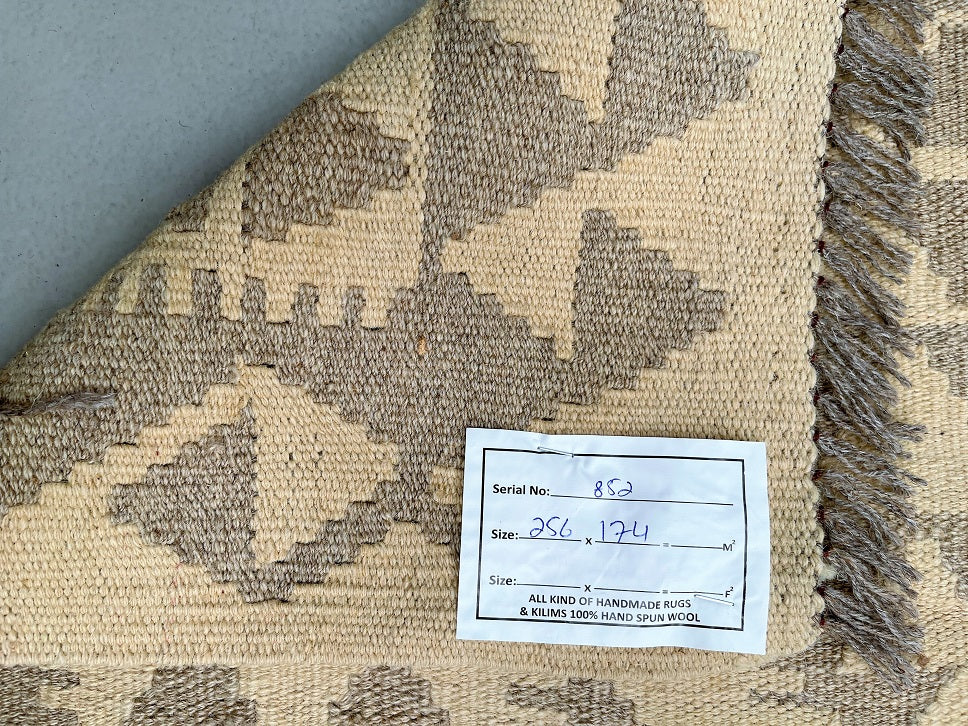 Serial No: 852
Size: 256 x 174 = M²
Size: x = F²
ALL KIND OF HANDMADE RUGS
& KILIMS 100% HAND SPUN WOOL